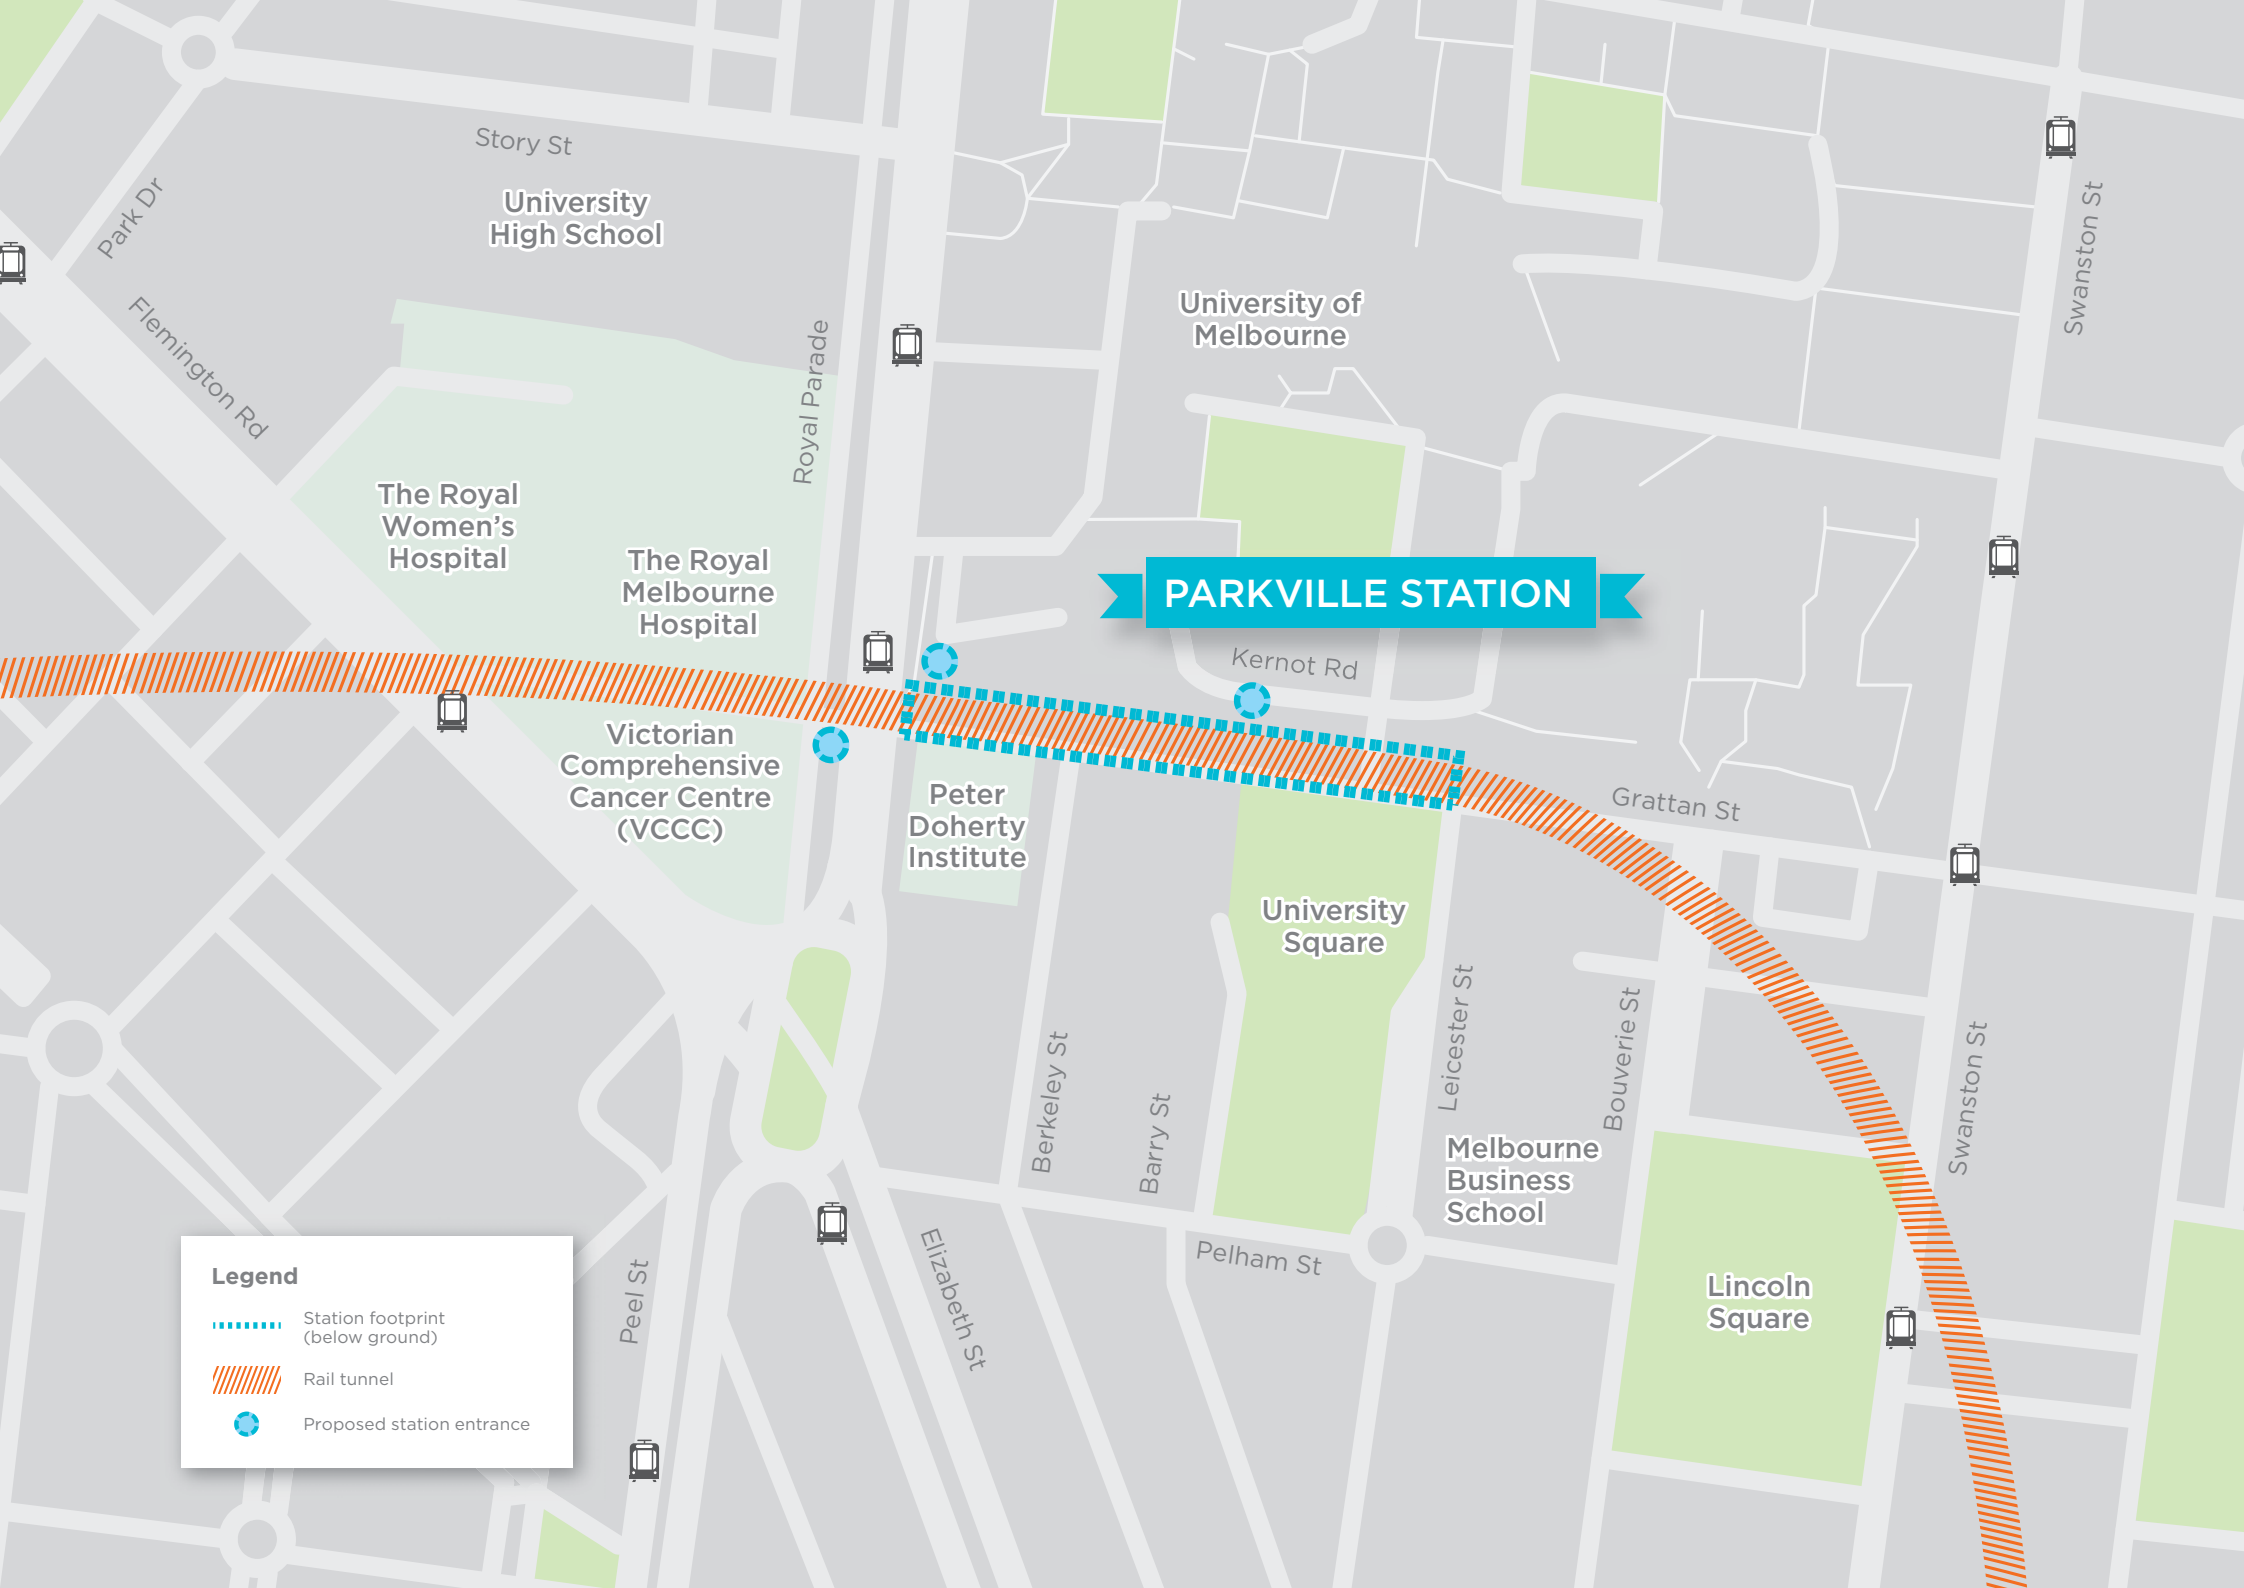 Story St
University
High School
Park Dr
Flemington Rd
Royal Parade
University of
Melbourne
Swanston St
The Royal
Women's
Hospital
The Royal
Melbourne
Hospital
PARKVILLE STATION
Kernot Rd
Victorian
Comprehensive
Cancer Centre
(VCCC)
Peter
Doherty
Institute
Grattan St
University
Square
Leicester St
Bouverie St
Swanston St
Berkeley St
Barry St
Melbourne
Business
School
Pelham St
Elizabeth St
Peel St
Lincoln
Square
Legend
Station footprint
(below ground)
Rail tunnel
Proposed station entrance